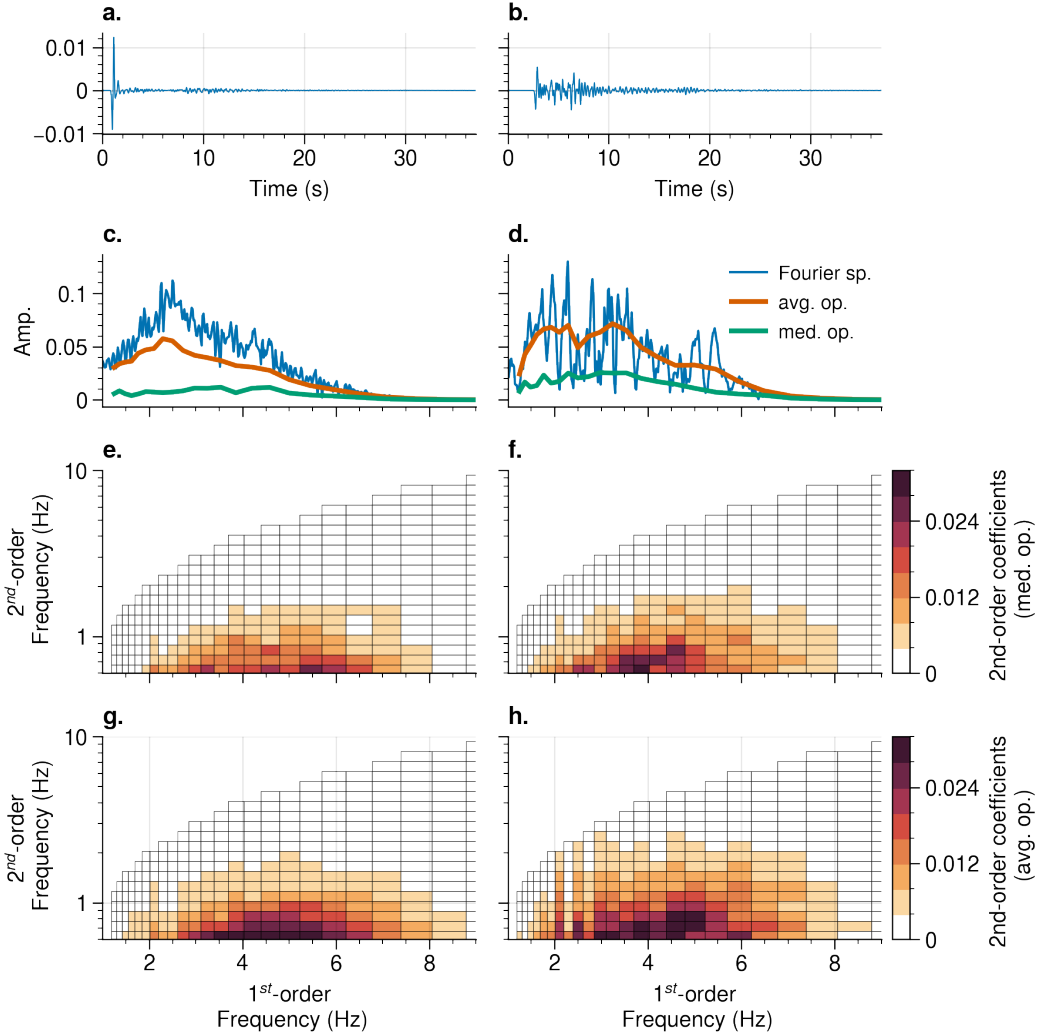 a.
b.
0.01
0
−0.01
0
10
20
30
0
10
20
30
Time (s)
Time (s)
c.
d.
0.1
0.05
0
Amp.
Fourier sp.
avg. op.
med. op.
e.
f.
10
1
2nd-order
Frequency (Hz)
0.024
0.012
0
2nd-order coefficients
(med. op.)
g.
h.
10
1
2nd-order
Frequency (Hz)
0.024
0.012
0
2nd-order coefficients
(avg. op.)
2
4
6
8
2
4
6
8
1st-order
Frequency (Hz)
1st-order
Frequency (Hz)